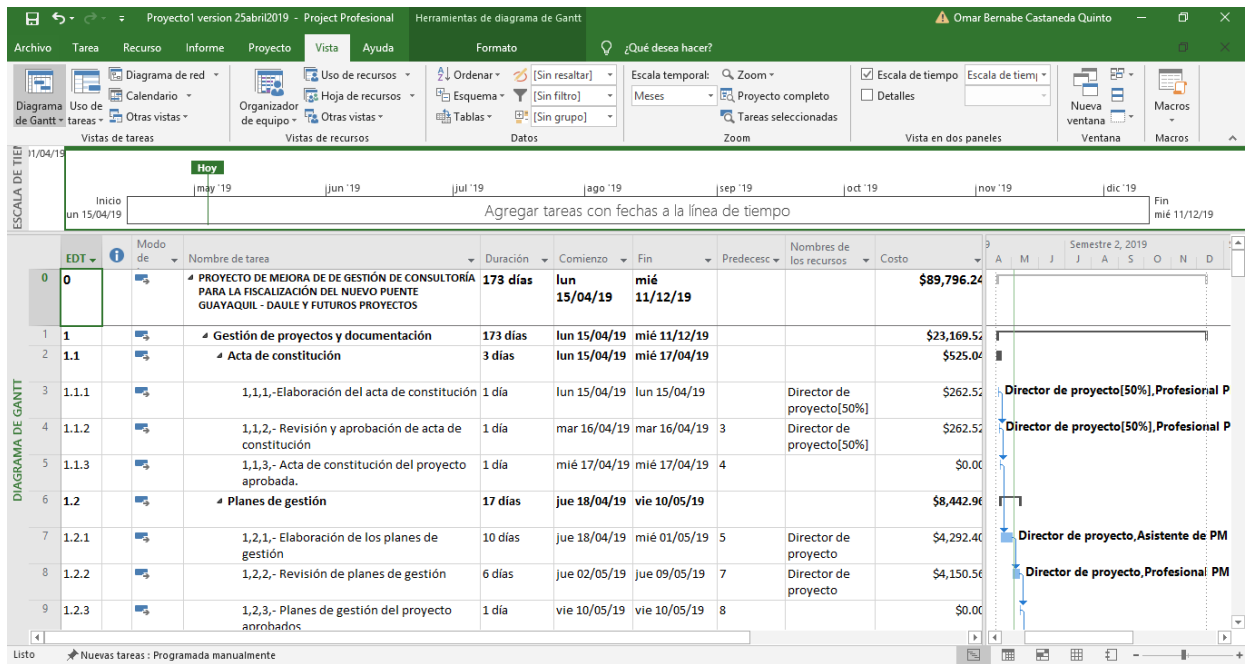 Proyecto1 version 25abril2019 - Project Profesional
Herramientas de diagrama de Gantt
Omar Bernabe Castaneda Quinto
Archivo Tarea Recurso Informe Proyecto Vista Ayuda Formato ¿Qué desea hacer?
Diagrama de Gantt
Uso de tareas
Diagrama de red
Calendario
Otras vistas
Vistas de tareas
Organizador de equipo
Uso de recursos
Hoja de recursos
Otras vistas
Vistas de recursos
Ordenar
Esquema
Tablas
[Sin resaltar]
[Sin filtro]
[Sin grupo]
Datos
Escala temporal:
Meses
Zoom
Proyecto completo
Tareas seleccionadas
Zoom
Escala de tiempo Escala de tiem
Detalles
Vista en dos paneles
Nueva ventana
Ventana
Macros
Macros
ESCALA DE TIE
01/04/19
Hoy
may '19 jun '19 jul '19 ago '19 sep '19 oct '19 nov '19 dic '19
Inicio
un 15/04/19
Agregar tareas con fechas a la línea de tiempo
Fin
mié 11/12/19
DIAGRAMA DE GANTT
EDT Modo de Nombre de tarea Duración Comienzo Fin Predecesc Nombres de los recursos Costo
9 Semestre 2, 2019
A M J J A S O N D
0 0 PROYECTO DE MEJORA DE DE GESTIÓN DE CONSULTORÍA 173 días lun mié $89,796.24
PARA LA FISCALIZACIÓN DEL NUEVO PUENTE 15/04/19 11/12/19
GUAYAQUIL - DAULE Y FUTUROS PROYECTOS
1 1 Gestión de proyectos y documentación 173 días lun 15/04/19 mié 11/12/19 $23,169.52
2 1.1 Acta de constitución 3 días lun 15/04/19 mié 17/04/19 $525.04
3 1.1.1 1,1,1,-Elaboración del acta de constitución 1 día lun 15/04/19 lun 15/04/19 Director de $262.52 Director de proyecto[50%],Profesional P
proyecto[50%]
4 1.1.2 1,1,2,- Revisión y aprobación de acta de 1 día mar 16/04/19 mar 16/04/19 3 Director de $262.52 Director de proyecto[50%],Profesional P
constitución proyecto[50%]
5 1.1.3 1,1,3,- Acta de constitución del proyecto 1 día mié 17/04/19 mié 17/04/19 4 $0.00
aprobada.
6 1.2 Planes de gestión 17 días jue 18/04/19 vie 10/05/19 $8,442.96
7 1.2.1 1,2,1,- Elaboración de los planes de 10 días jue 18/04/19 mié 01/05/19 5 Director de $4,292.40 Director de proyecto,Asistente de PM
gestión proyecto
8 1.2.2 1,2,2,- Revisión de planes de gestión 6 días jue 02/05/19 jue 09/05/19 7 Director de $4,150.56 Director de proyecto,Profesional PM
proyecto
9 1.2.3 1,2,3,- Planes de gestión del proyecto 1 día vie 10/05/19 vie 10/05/19 8 $0.00
aprobados
Listo Nuevas tareas : Programada manualmente